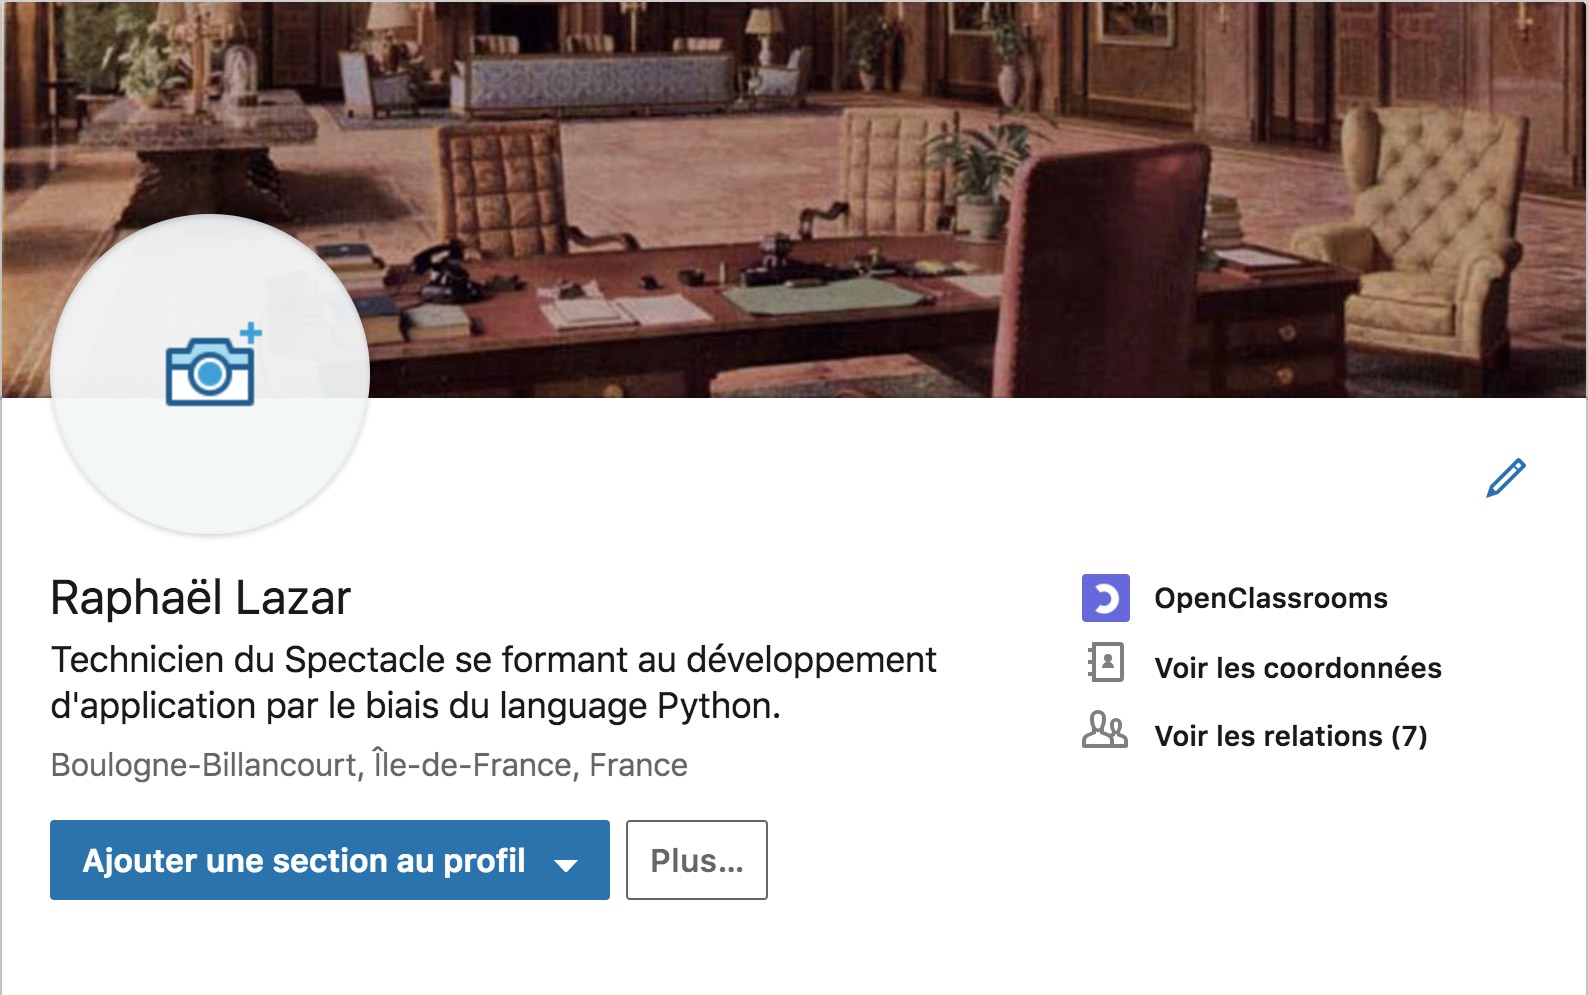 Raphaël Lazar
Technicien du Spectacle se formant au développement
d'application par le biais du language Python.
Boulogne-Billancourt, Île-de-France, France
Ajouter une section au profil
Plus...
OpenClassrooms
Voir les coordonnées
Voir les relations (7)